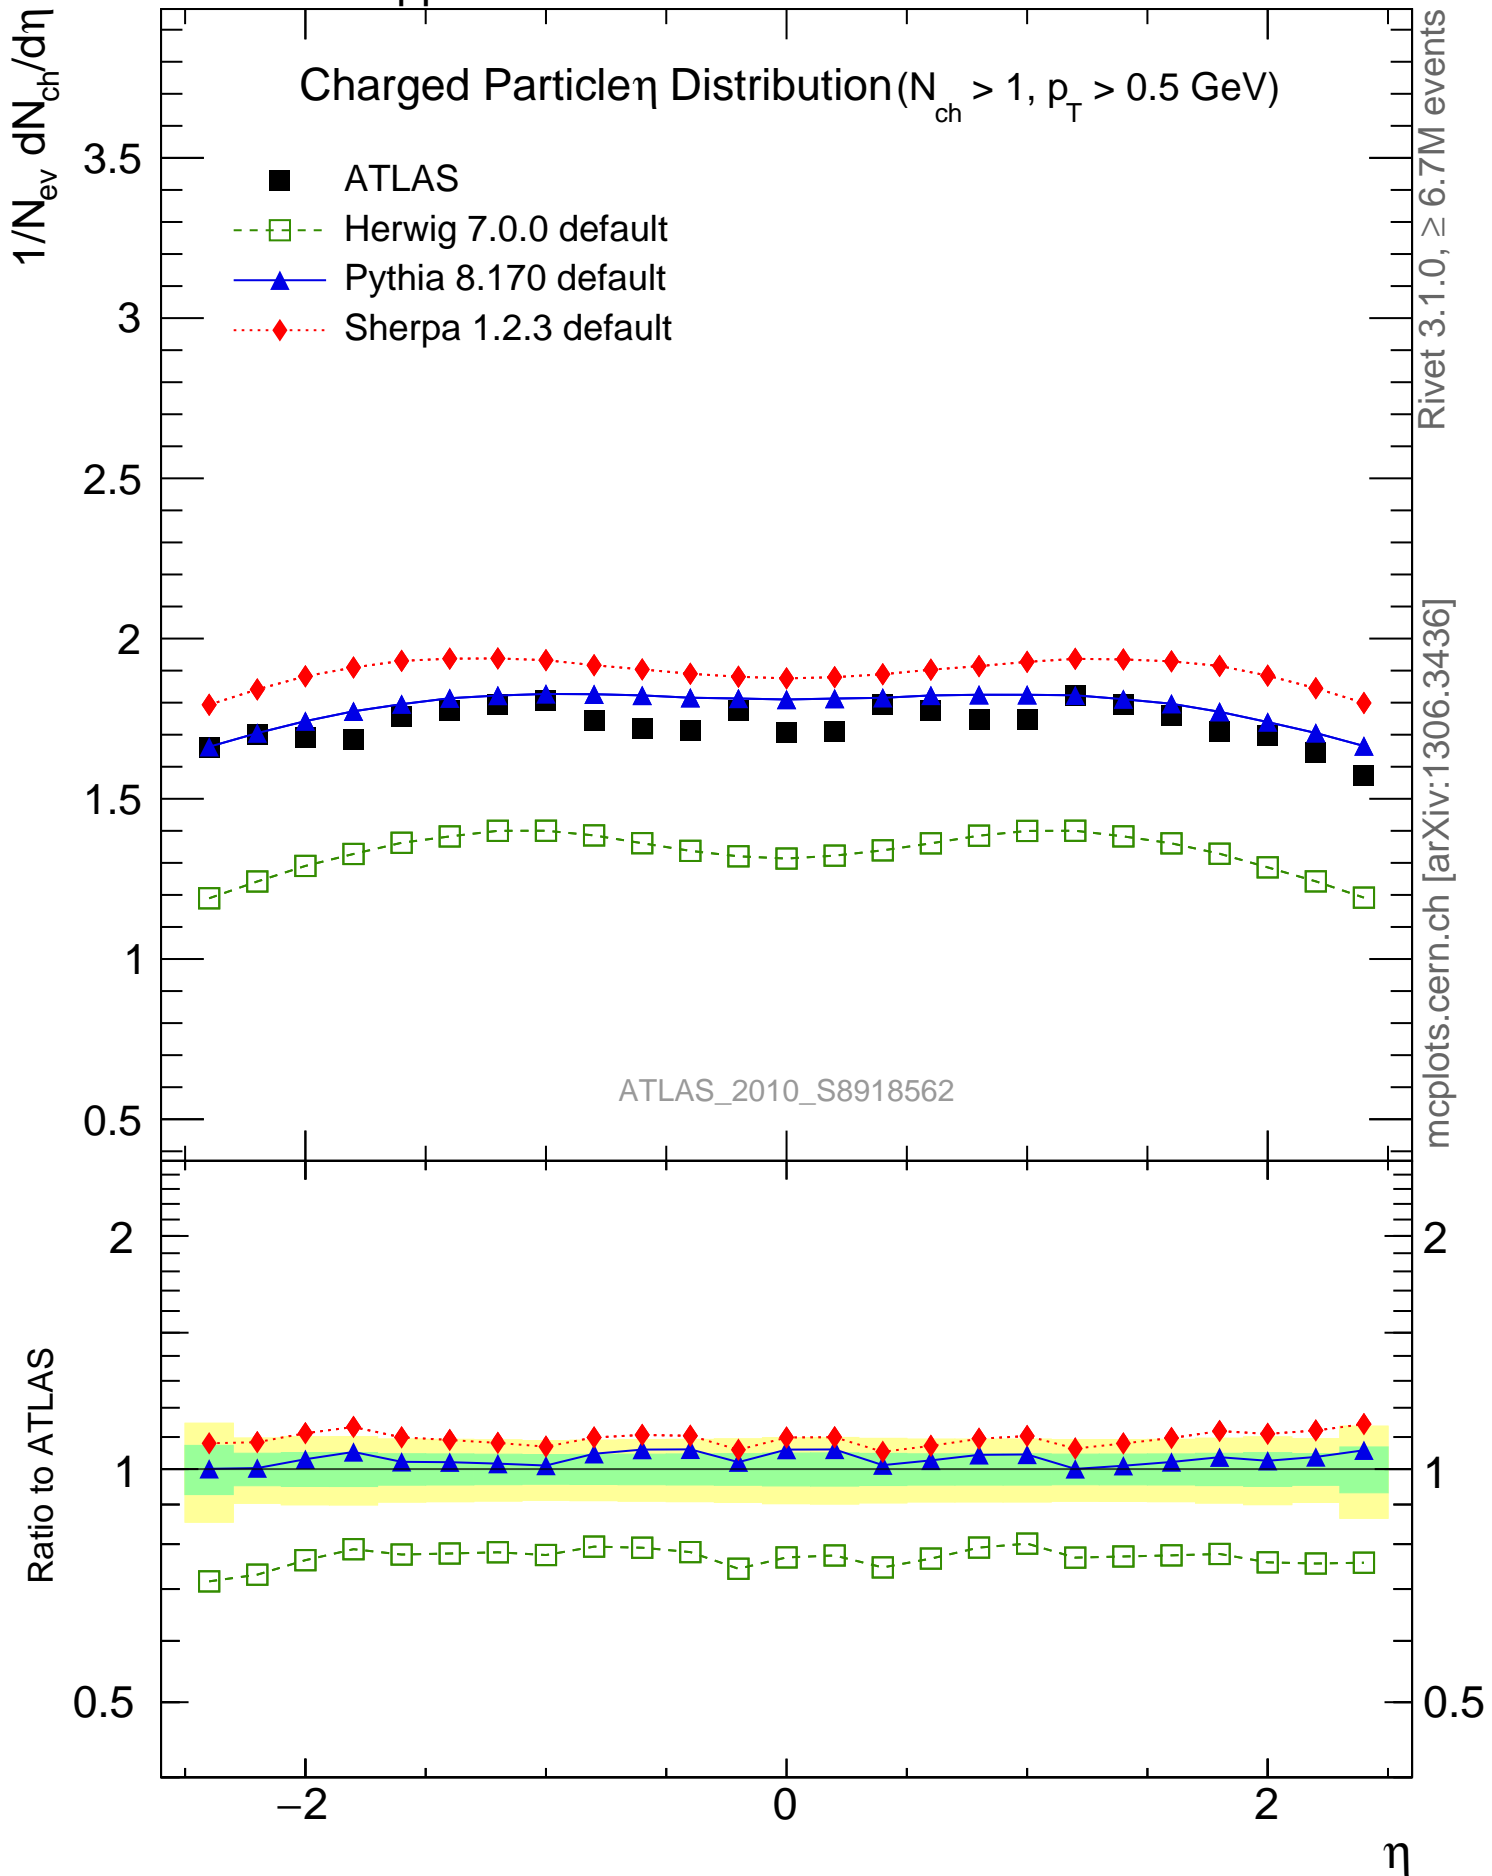 pp
1/N_ev dN_ch/dη
Charged Particleη Distribution(N_ch > 1, p_T > 0.5 GeV)
ATLAS
Herwig 7.0.0 default
Pythia 8.170 default
Sherpa 1.2.3 default
3.5
3
2.5
2
1.5
1
0.5
ATLAS_2010_S8918562
Rivet 3.1.0, ≥ 6.7M events
mcplots.cern.ch [arXiv:1306.3436]
Ratio to ATLAS
2
1
0.5
2
1
0.5
−2
0
2
η